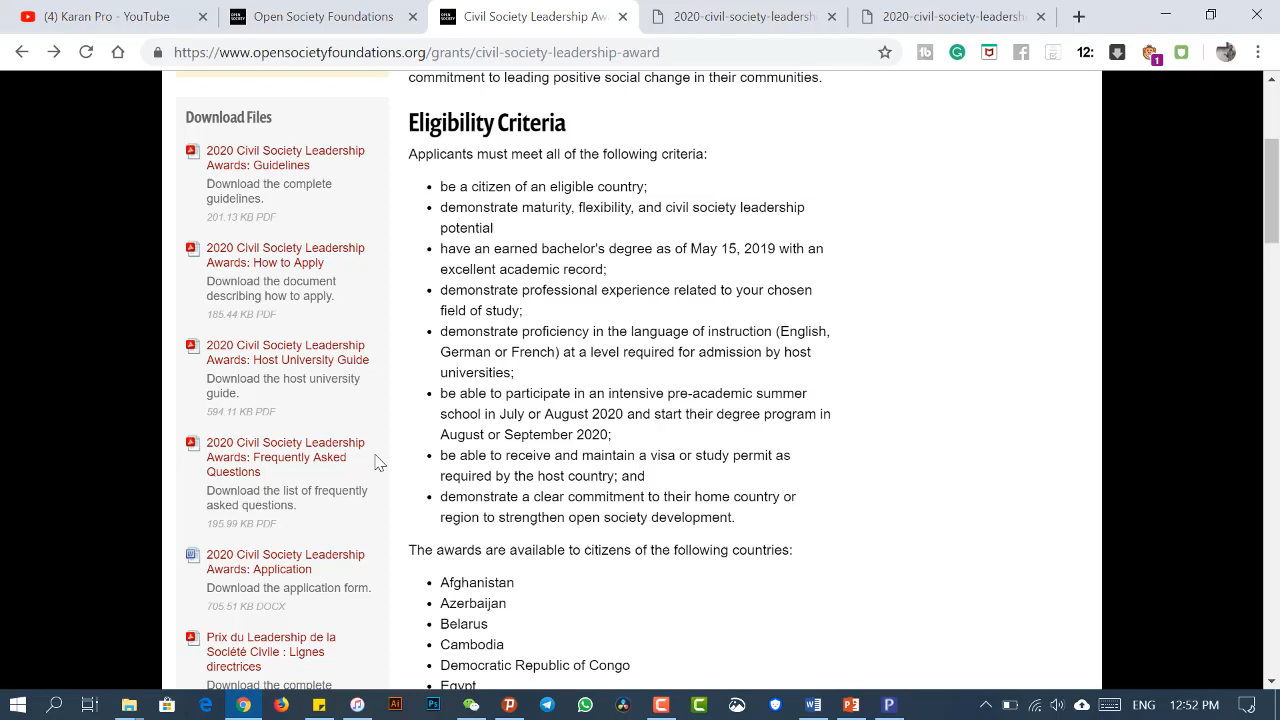 (4) Karan Pro - YouTube
Eligibility Criteria Aw
2020-civil-society-leadersh
2020-civil-society-leadersh
https://www.opensocietyfoundations.org/grants/civil-society-leadership-award
12:
1
commitment to leading positive social change in their communities.
Download Files
2020 Civil Society Leadership
Awards: Guidelines
Download the complete
guidelines.
201.13 KB PDF
2020 Civil Society Leadership
Awards: How to Apply
Download the document
describing how to apply.
185.44 KB PDF
2020 Civil Society Leadership
Awards: Host University Guide
Download the host university
guide.
594.11 KB PDF
2020 Civil Society Leadership
Awards: Frequently Asked
Questions
Download the list of frequently
asked questions.
195.99 KB PDF
2020 Civil Society Leadership
Awards: Application
Download the application form.
705.51 KB DOCX
Prix du Leadership de la
Société Civile : Lignes
directrices
Download the complete
Eligibility Criteria
Applicants must meet all of the following criteria:
be a citizen of an eligible country;
demonstrate maturity, flexibility, and civil society leadership
potential
have an earned bachelor's degree as of May 15, 2019 with an
excellent academic record;
demonstrate professional experience related to your chosen
field of study;
demonstrate proficiency in the language of instruction (English,
German or French) at a level required for admission by host
universities;
be able to participate in an intensive pre-academic summer
school in July or August 2020 and start their degree program in
August or September 2020;
be able to receive and maintain a visa or study permit as
required by the host country; and
demonstrate a clear commitment to their home country or
region to strengthen open society development.
The awards are available to citizens of the following countries:
Afghanistan
Azerbaijan
Belarus
Cambodia
Democratic Republic of Congo
Egypt
ENG
12:52 PM